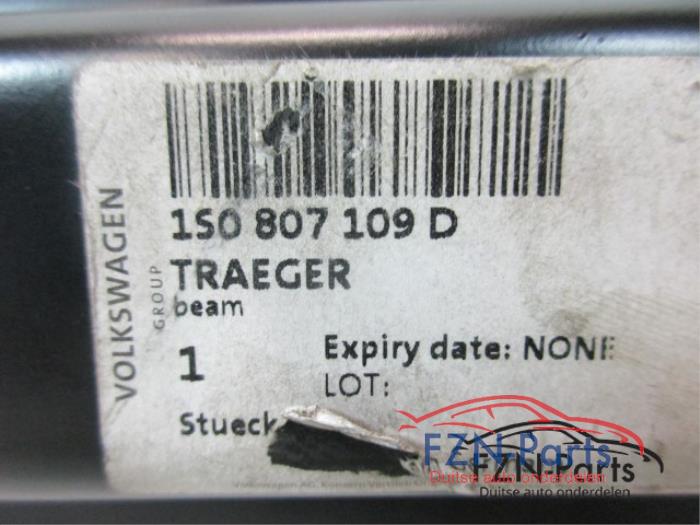 VOLKSWAGEN
GROUP
1S0 807 109 D
TRAEGER
beam
1
Expiry date: NONE
LOT:
Stueck
FZN-Parts
Duitse auto onderdelen
FZN-Parts
Duitse auto onderdelen